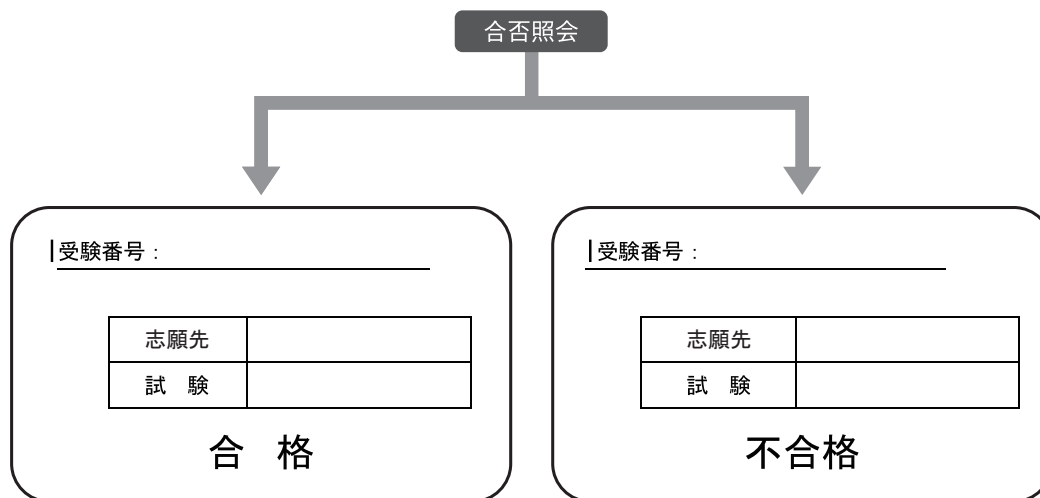 合否照会
受験番号：
志願先
試　験
合　格
受験番号：
志願先
試　験
不合格